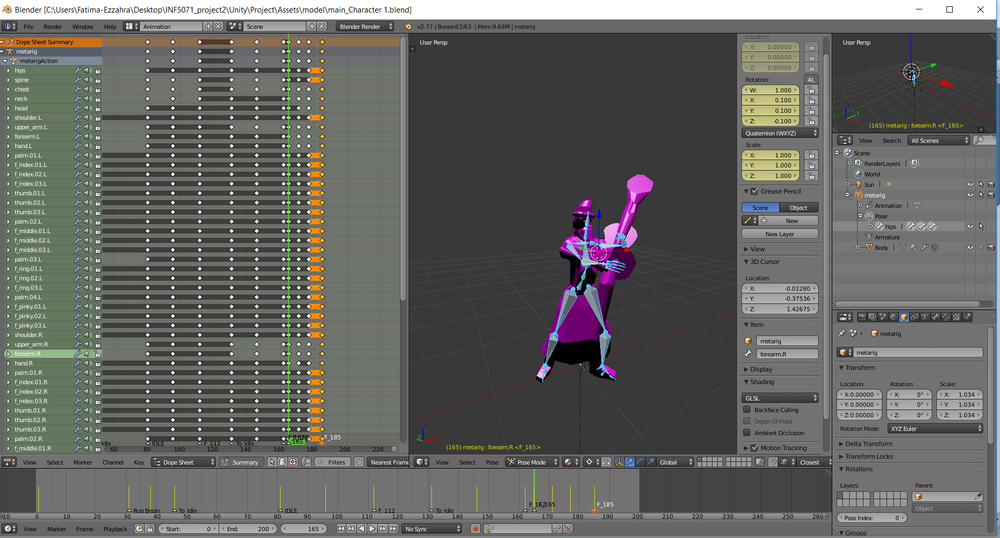 Blender [C:\Users\Fatima-Ezzahra\Desktop\INF5071_project2\Unity\Project\Assets\model\main_Character 1.blend]
File Render Window Help Animation Scene Blender Render v2.77 | Bones:63/63 | Mem:9.68M | metarig
Dope Sheet Summary
metarig
metarigAction
hips
spine
chest
neck
head
shoulder.L
upper_arm.L
forearm.L
hand.L
palm.01.L
f_index.01.L
f_index.02.L
f_index.03.L
thumb.01.L
thumb.02.L
thumb.03.L
palm.02.L
f_middle.01.L
f_middle.02.L
f_middle.03.L
palm.03.L
f_ring.01.L
f_ring.02.L
f_ring.03.L
palm.04.L
f_pinky.01.L
f_pinky.02.L
f_pinky.03.L
shoulder.R
upper_arm.R
forearm.R
hand.R
palm.01.R
f_index.01.R
f_index.02.R
f_index.03.R
thumb.01.R
thumb.02.R
thumb.03.R
palm.02.R
f_middle.01.R
Idle IDLE F_112 To_Idle F_185
165
60 80 100 120 140 160 180 200 220
View Select Marker Channel Key Dope Sheet Summary Filters Nearest Frame
User Persp
(165) metarig : forearm.R <F_165>
View Select Pose Pose Mode Global Closest
Location:
X: 0.00000
Y: 0.00000
Z: 0.00000
Rotation: 4L
W: 1.000
X: 0.100
Y: 0.100
Z: -0.100
Quaternion (WXYZ)
Scale:
X: 1.000
Y: 1.000
Z: 1.000
Grease Pencil
Scene Object
New
New Layer
View
3D Cursor
Location:
X: -0.01280
Y: -0.37536
Z: 1.42675
Item
metarig
forearm.R
Display
Shading
GLSL
Backface Culling
Depth Of Field
Ambient Occlusion
Motion Tracking
User Persp
(165) metarig : forearm.R <F_165>
View Search All Scenes
Scene
RenderLayers |
World
Sun |
metarig
Animation |
Pose
hips |
Armature
Body |
metarig
metarig
Transform
Location: Rotation: Scale:
X:0.00000 X: 0° X: 1.034
Y: 0.00000 Y: 0° Y: 1.034
Z:0.00000 Z: 0° Z: 1.034
Rotation Mode: XYZ Euler
Delta Transform
Transform Locks
Relations
Layers: Parent:
Object
Pass Index: 0
Groups
Run Begin To_Idle IDLE F_112 To_Idle F_165 F_185
-10 0 10 20 30 40 50 60 70 80 90 100 110 120 130 140 150 160 170 180 190 200 210 220 230 240 250 260
View Marker Frame Playback Start: 0 End: 200 165 No Sync